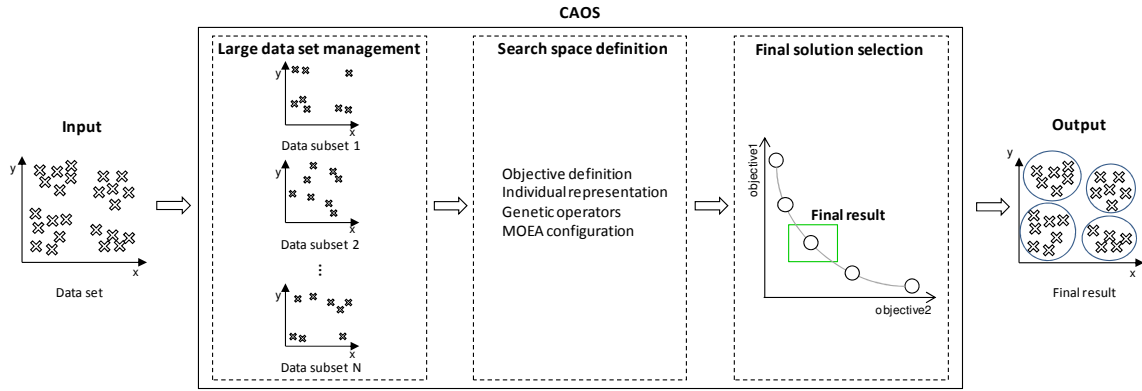 CAOS
Input
y
x
Data set
Large data set management
y
x
Data subset 1
y
x
Data subset 2
...
y
x
Data subset N
Search space definition
Objective definition
Individual representation
Genetic operators
MOEA configuration
Final solution selection
objective1
Final result
objective2
Output
y
x
Final result